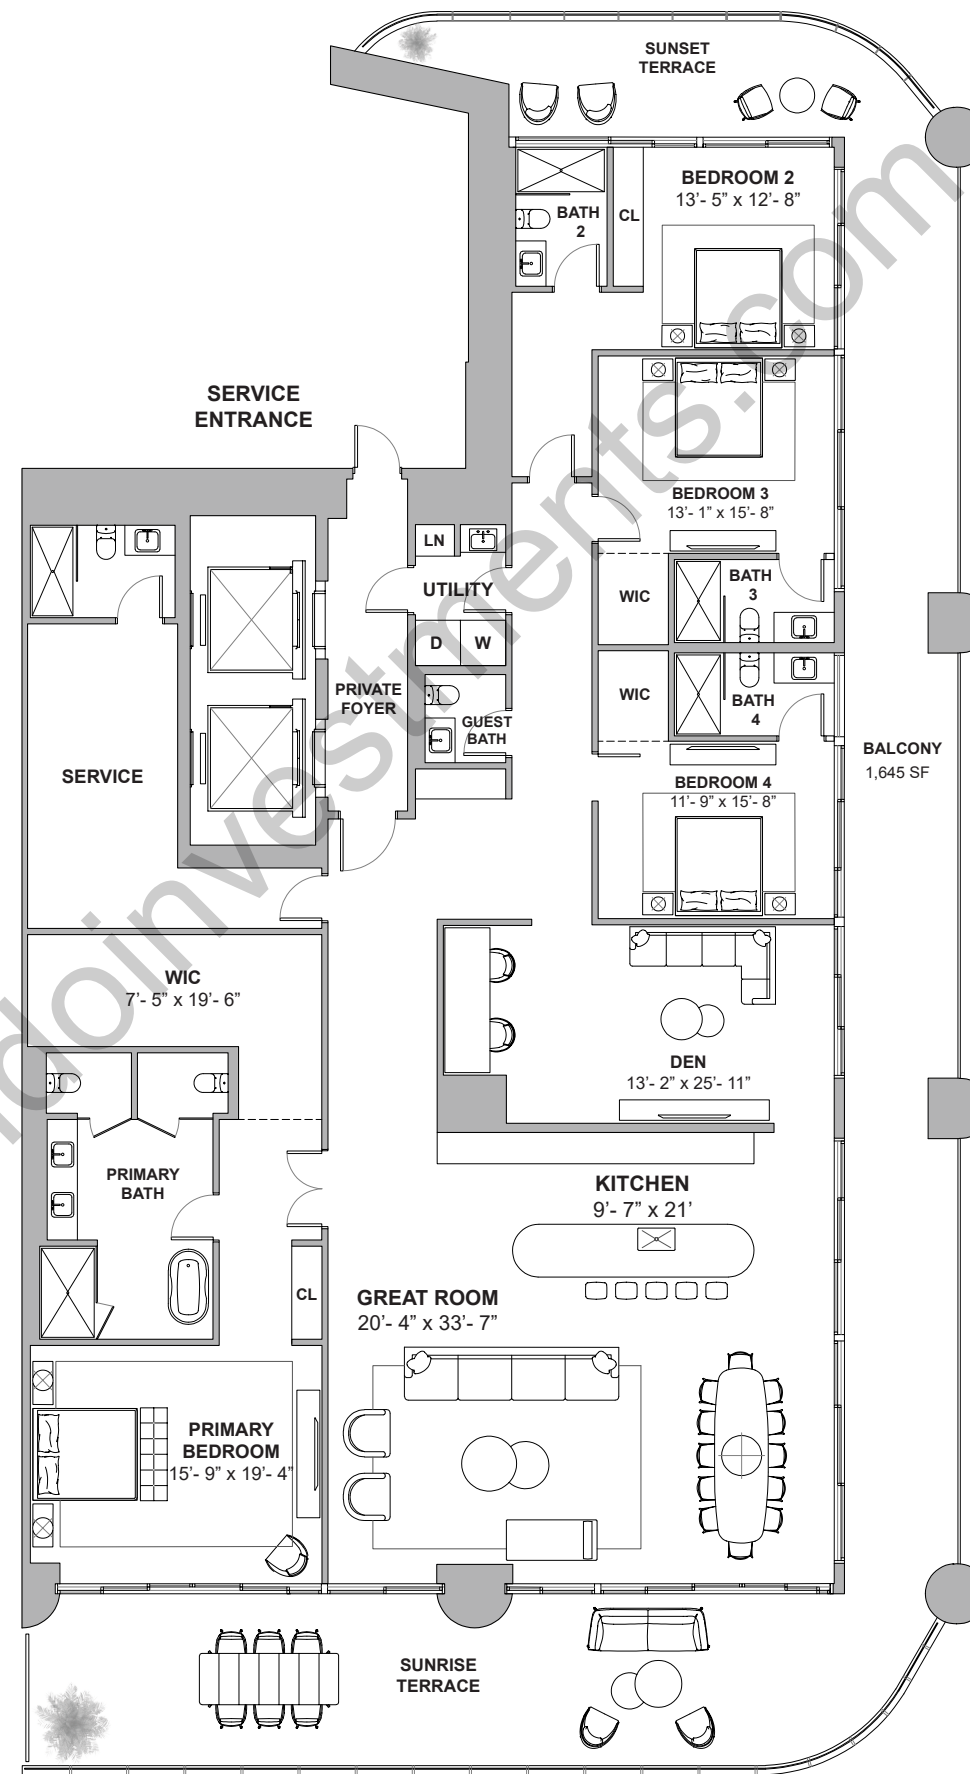 SUNSET
TERRACE
BEDROOM 2
13'- 5” x 12'- 8”
BATH
2
CL
SERVICE
ENTRANCE
BEDROOM 3
13'- 1” x 15'- 8”
LN
UTILITY
BATH
3
WIC
D
W
PRIVATE
FOYER
WIC
BATH
4
GUEST
BATH
SERVICE
BALCONY
1,645 SF
BEDROOM 4
11'- 9” x 15'- 8”
WIC
7'- 5” x 19'- 6”
DEN
13'- 2” x 25'- 11”
PRIMARY
BATH
KITCHEN
9'- 7” x 21'
CL
GREAT ROOM
20'- 4” x 33'- 7”
PRIMARY
BEDROOM
15'- 9” x 19'- 4”
SUNRISE
TERRACE
doinvestments.com